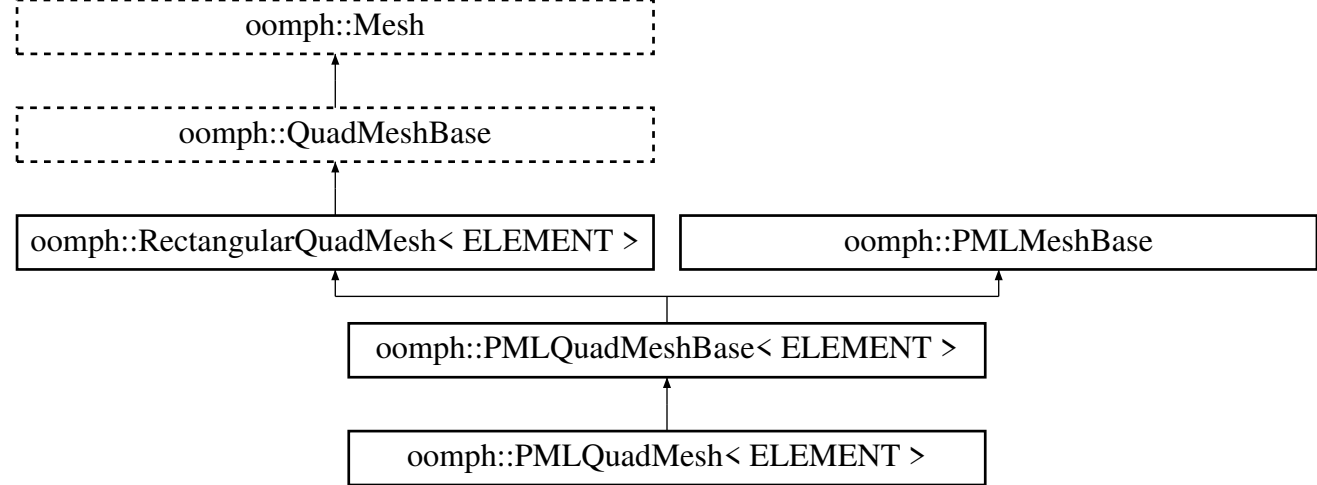 oomph::Mesh
oomph::QuadMeshBase
oomph::RectangularQuadMesh< ELEMENT >
oomph::PMLMeshBase
oomph::PMLQuadMeshBase< ELEMENT >
oomph::PMLQuadMesh< ELEMENT >